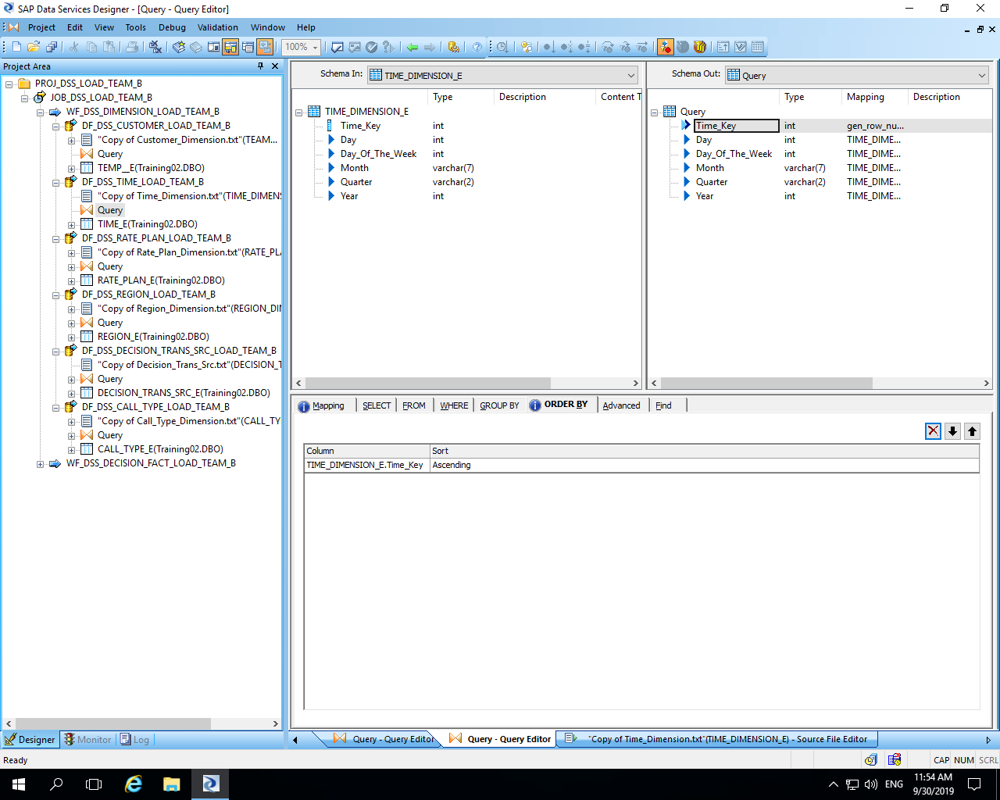 SAP Data Services Designer - [Query - Query Editor]
Project Edit View Tools Debug Validation Window Help
100%
Project Area
PROJ_DSS_LOAD_TEAM_B
JOB_DSS_LOAD_TEAM_B
WF_DSS_DIMENSION_LOAD_TEAM_B
DF_DSS_CUSTOMER_LOAD_TEAM_B
"Copy of Customer_Dimension.txt"(TEAM...
Query
TEMP__E(Training02.DBO)
DF_DSS_TIME_LOAD_TEAM_B
"Copy of Time_Dimension.txt"(TIME_DIMENS
Query
TIME_E(Training02.DBO)
DF_DSS_RATE_PLAN_LOAD_TEAM_B
"Copy of Rate_Plan_Dimension.txt"(RATE_PLA
Query
RATE_PLAN_E(Training02.DBO)
DF_DSS_REGION_LOAD_TEAM_B
"Copy of Region_Dimension.txt"(REGION_DIM
Query
REGION_E(Training02.DBO)
DF_DSS_DECISION_TRANS_SRC_LOAD_TEAM_B
"Copy of Decision_Trans_Src.txt"(DECISION_T
Query
DECISION_TRANS_SRC_E(Training02.DBO)
DF_DSS_CALL_TYPE_LOAD_TEAM_B
"Copy of Call_Type_Dimension.txt"(CALL_TY
Query
CALL_TYPE_E(Training02.DBO)
WF_DSS_DECISION_FACT_LOAD_TEAM_B
Designer Monitor Log
Schema In: TIME_DIMENSION_E
Type Description Content T
TIME_DIMENSION_E
Time_Key int
Day int
Day_Of_The_Week int
Month varchar(7)
Quarter varchar(2)
Year int
Schema Out: Query
Type Mapping Description
Query
Time_Key int gen_row_nu...
Day int TIME_DIME...
Day_Of_The_Week int TIME_DIME...
Month varchar(7) TIME_DIME...
Quarter varchar(2) TIME_DIME...
Year int TIME_DIME...
Mapping SELECT FROM WHERE GROUP BY ORDER BY Advanced Find
Column Sort
TIME_DIMENSION_E.Time_Key Ascending
Query - Query Editor Query - Query Editor "Copy of Time_Dimension.txt"(TIME_DIMENSION_E) - Source File Editor
Ready CAP NUM SCRL
ENG
11:54 AM
9/30/2019